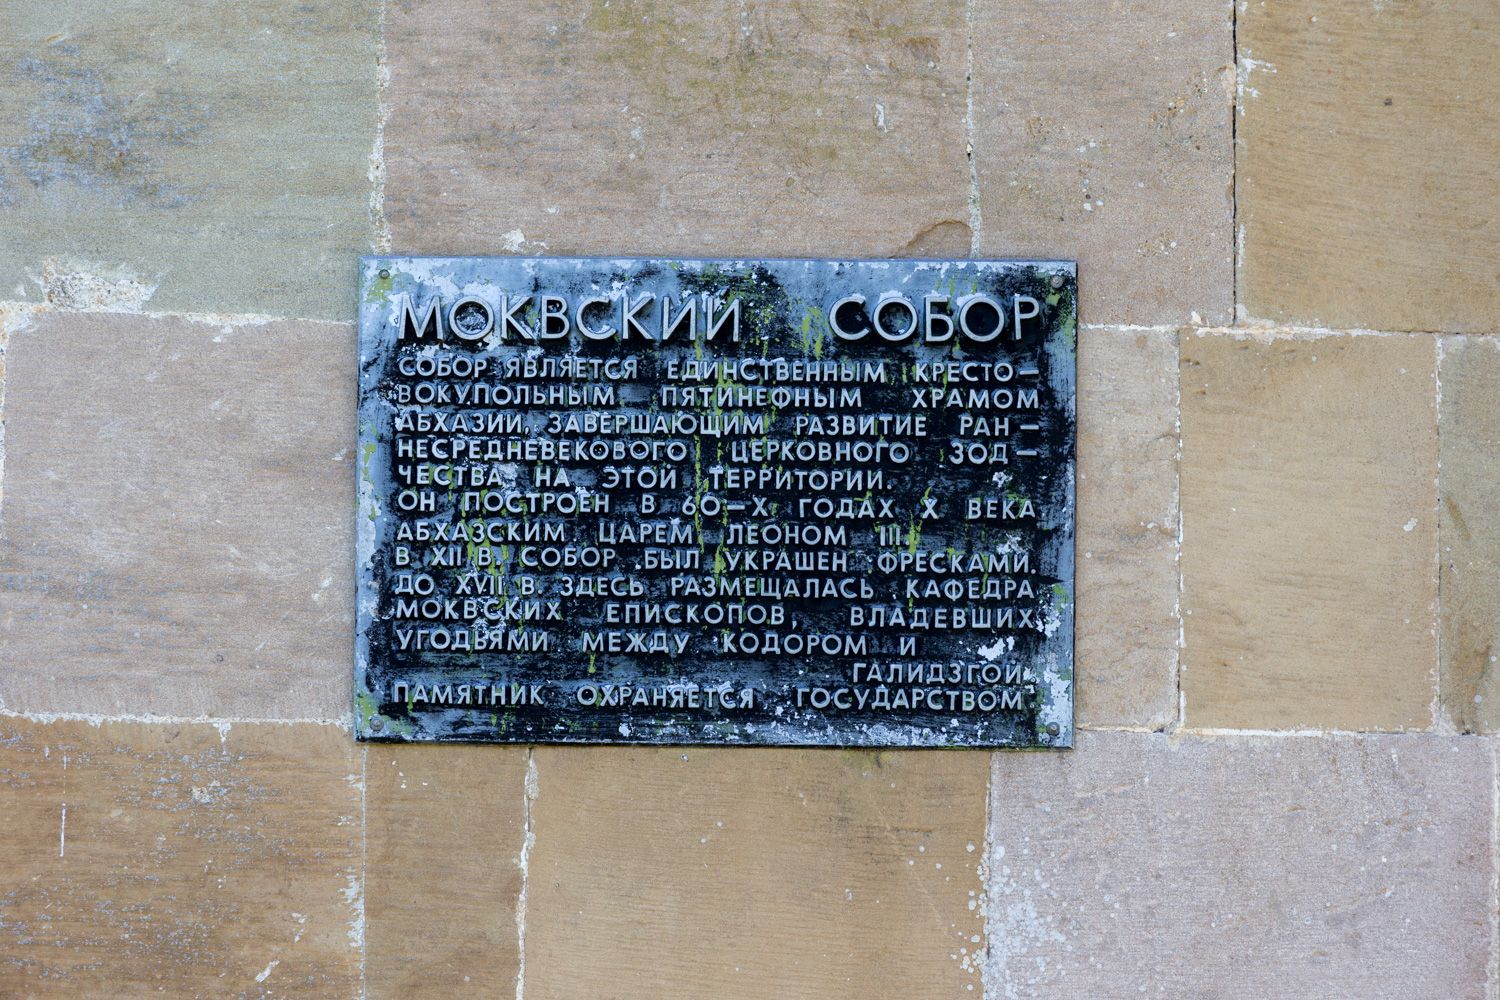 МОКВСКИЙ СОБОР
СОБОР ЯВЛЯЕТСЯ ЕДИНСТВЕННЫМ КРЕСТО-
ВОКУПОЛЬНЫМ ПЯТИНЕФНЫМ ХРАМОМ
АБХАЗИИ, ЗАВЕРШАЮЩИМ РАЗВИТИЕ РАН-
НЕСРЕДНЕВЕКОВОГО ЦЕРКОВНОГО ЗОД-
ЧЕСТВА НА ЭТОЙ ТЕРРИТОРИИ.
ОН ПОСТРОЕН В 60-Х ГОДАХ X ВЕКА
АБХАЗСКИМ ЦАРЕМ ЛЕОНОМ III.
В XII В. СОБОР БЫЛ УКРАШЕН ФРЕСКАМИ.
ДО XVII В. ЗДЕСЬ РАЗМЕЩАЛАСЬ КАФЕДРА
МОКВСКИХ ЕПИСКОПОВ, ВЛАДЕВШИХ
УГОДЬЯМИ МЕЖДУ КОДОРОМ И
ГАЛИДЗГОЙ.
ПАМЯТНИК ОХРАНЯЕТСЯ ГОСУДАРСТВОМ